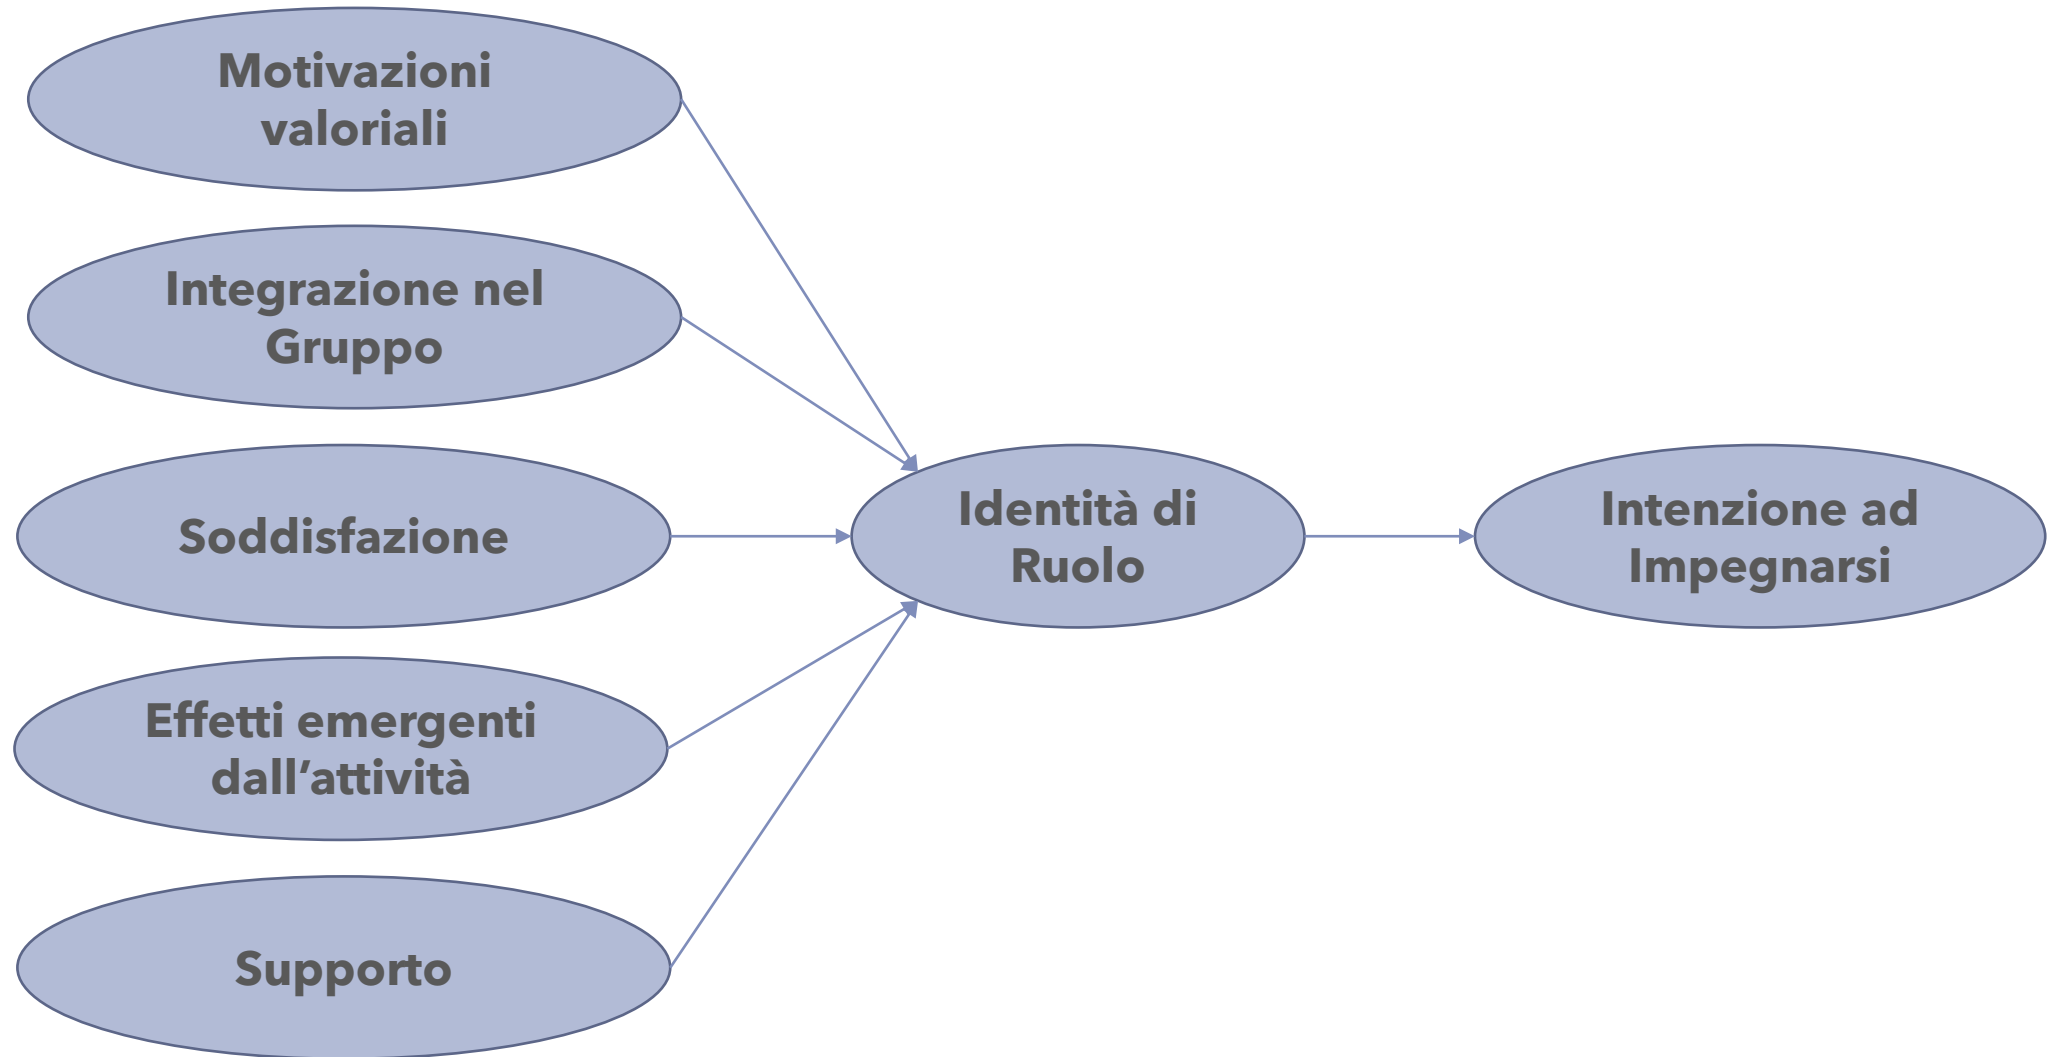 Motivazioni
valoriali
Integrazione nel
Gruppo
Soddisfazione
Identità di
Ruolo
Intenzione ad
Impegnarsi
Effetti emergenti
dall’attività
Supporto